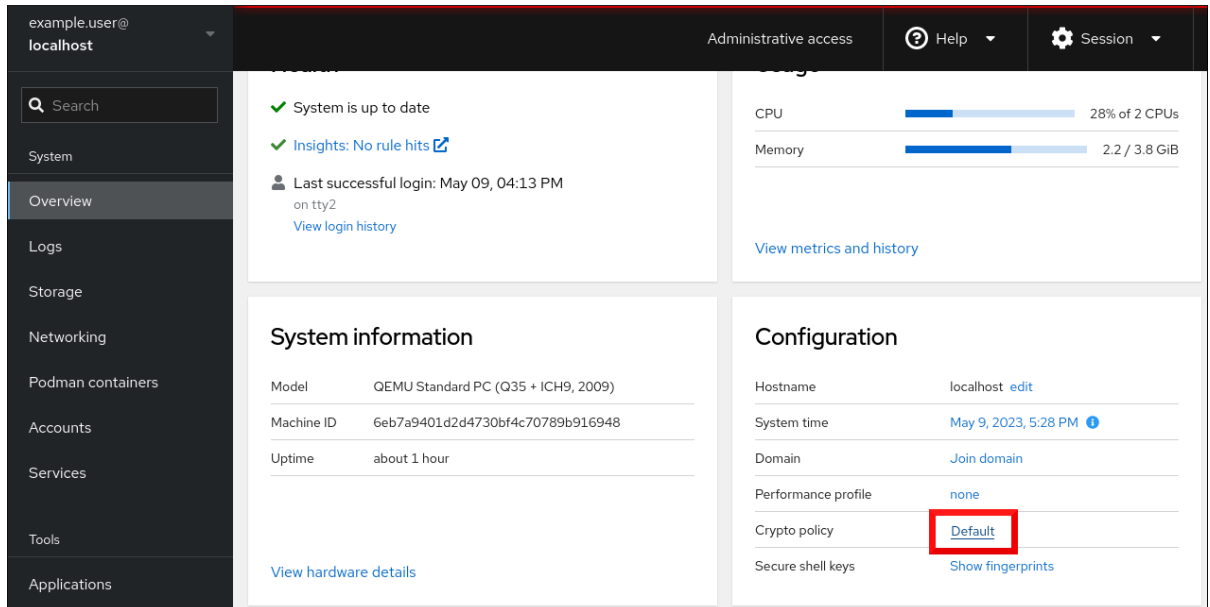 example.user@
localhost
Administrative access
Help
Session
Search
System
Overview
Logs
Storage
Networking
Podman containers
Accounts
Services
Tools
Applications
System is up to date
Insights: No rule hits
Last successful login: May 09, 04:13 PM
on tty2
View login history
CPU 28% of 2 CPUs
Memory 2.2 / 3.8 GiB
View metrics and history
System information
Model QEMU Standard PC (Q35 + ICH9, 2009)
Machine ID 6eb7a9401d2d4730bf4c70789b916948
Uptime about 1 hour
View hardware details
Configuration
Hostname localhost edit
System time May 9, 2023, 5:28 PM
Domain Join domain
Performance profile none
Crypto policy Default
Secure shell keys Show fingerprints